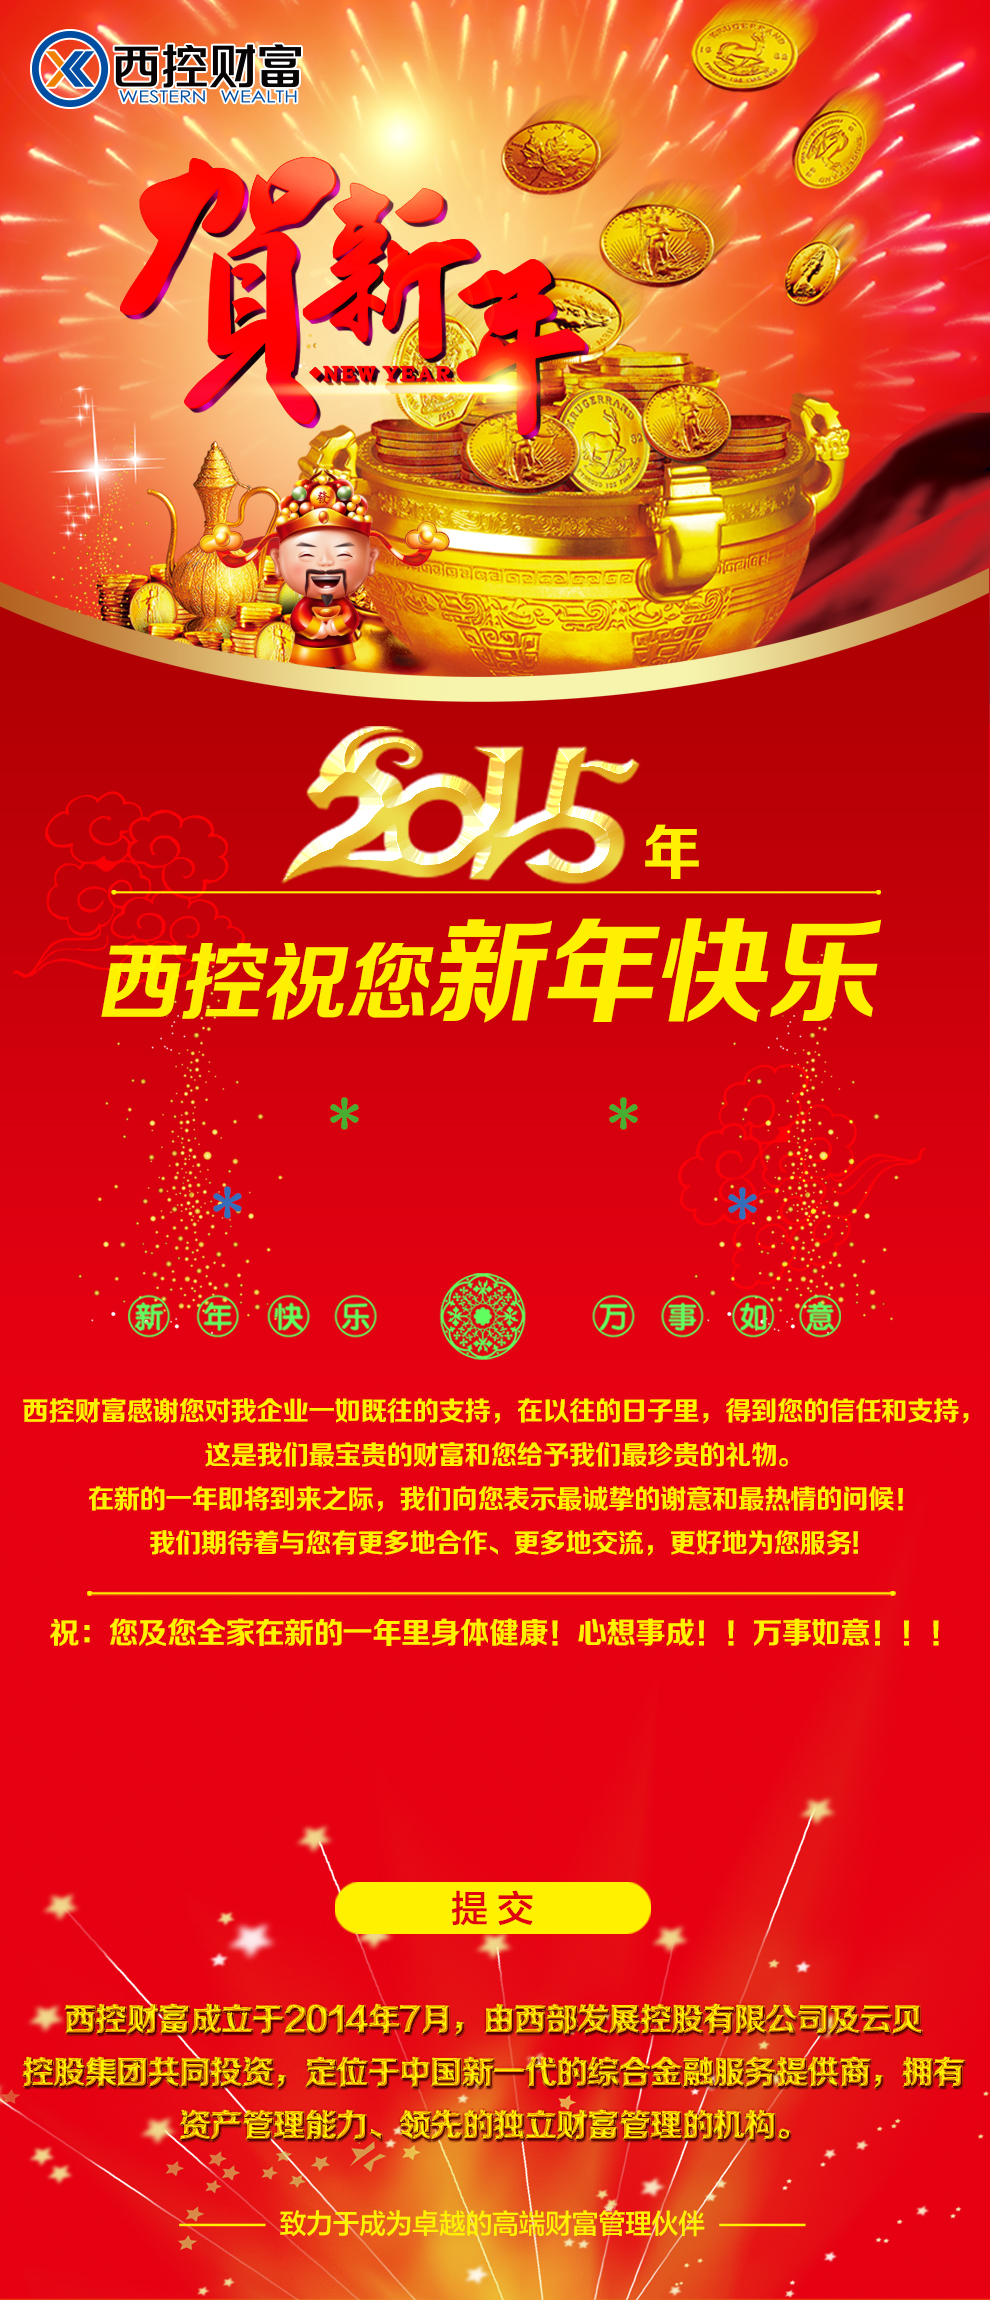 西控财富
WESTERN WEALTH
KRUGERRAND
CANADA
賀新年
NEW YEAR
KRUGERRAND
發
2015年
西控祝您新年快乐
新年快乐 万事如意
西控财富感谢您对我企业一如既往的支持，在以往的日子里，得到您的信任和支持，
这是我们最宝贵的财富和您给予我们最珍贵的礼物。
在新的一年即将到来之际，我们向您表示最诚挚的谢意和最热情的问候！
我们期待着与您有更多地合作、更多地交流，更好地为您服务!
祝：您及您全家在新的一年里身体健康！心想事成！！万事如意！！！
提交
西控财富成立于2014年7月，由西部发展控股有限公司及云贝
控股集团共同投资，定位于中国新一代的综合金融服务提供商，拥有
资产管理能力、领先的独立财富管理的机构。
致力于成为卓越的高端财富管理伙伴